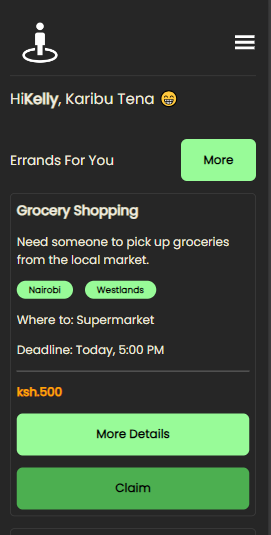 HiKelly, Karibu Tena 😁
Errands For You
More
Grocery Shopping
Need someone to pick up groceries
from the local market.
Nairobi Westlands
Where to: Supermarket
Deadline: Today, 5:00 PM
ksh.500
More Details
Claim